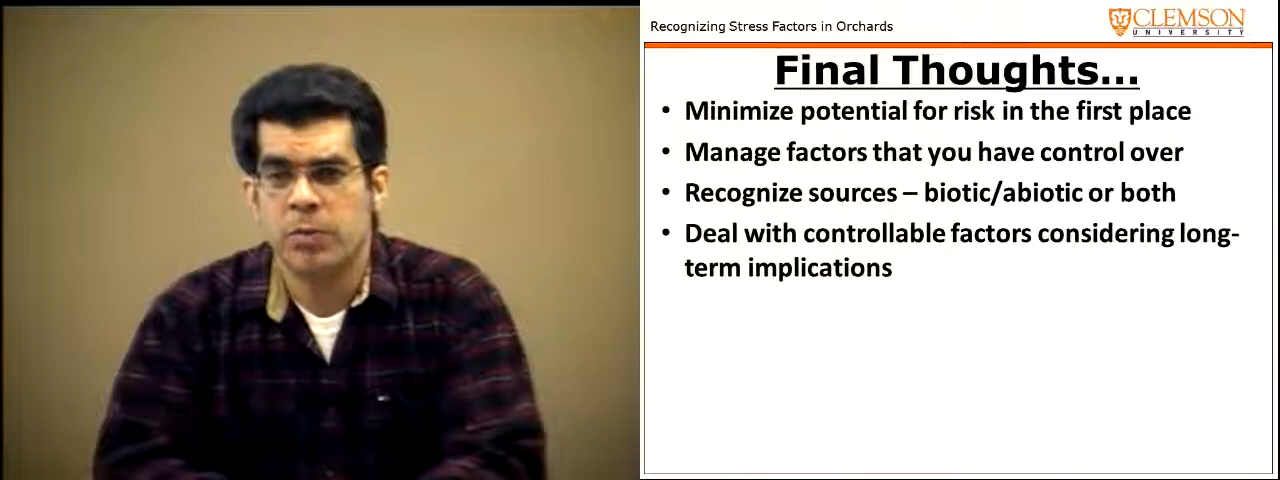 Recognizing Stress Factors in Orchards
CLEMSON
UNIVERSITY
Final Thoughts…
• Minimize potential for risk in the first place
• Manage factors that you have control over
• Recognize sources – biotic/abiotic or both
• Deal with controllable factors considering long-
term implications